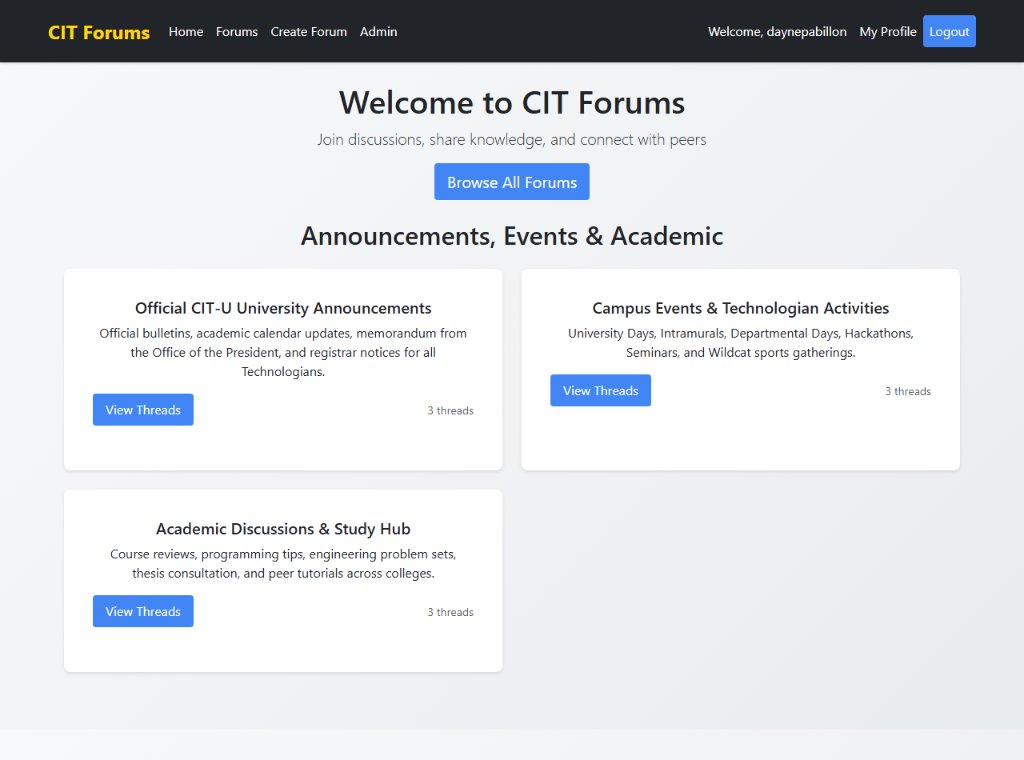 CIT Forums Home Forums Create Forum Admin Welcome, daynepabillon My Profile Logout
Welcome to CIT Forums
Join discussions, share knowledge, and connect with peers
Browse All Forums
Announcements, Events & Academic
Official CIT-U University Announcements
Official bulletins, academic calendar updates, memorandum from
the Office of the President, and registrar notices for all
Technologians.
View Threads 3 threads
Campus Events & Technologian Activities
University Days, Intramurals, Departmental Days, Hackathons,
Seminars, and Wildcat sports gatherings.
View Threads 3 threads
Academic Discussions & Study Hub
Course reviews, programming tips, engineering problem sets,
thesis consultation, and peer tutorials across colleges.
View Threads 3 threads